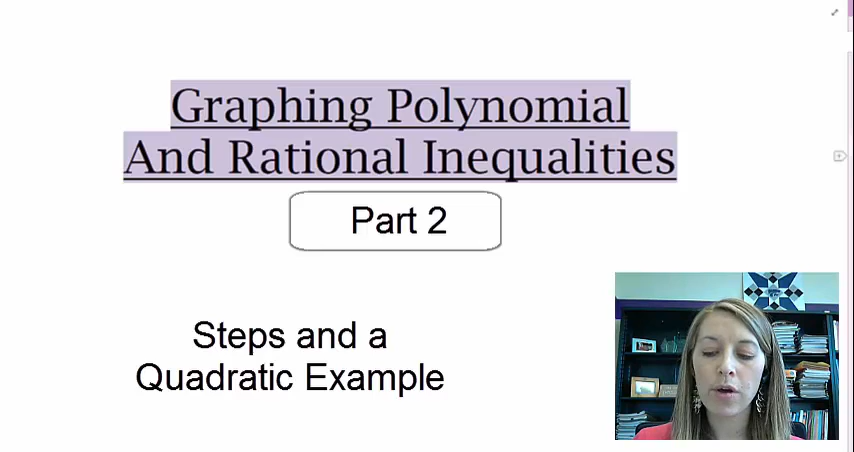 Graphing Polynomial
And Rational Inequalities
Part 2
Steps and a
Quadratic Example